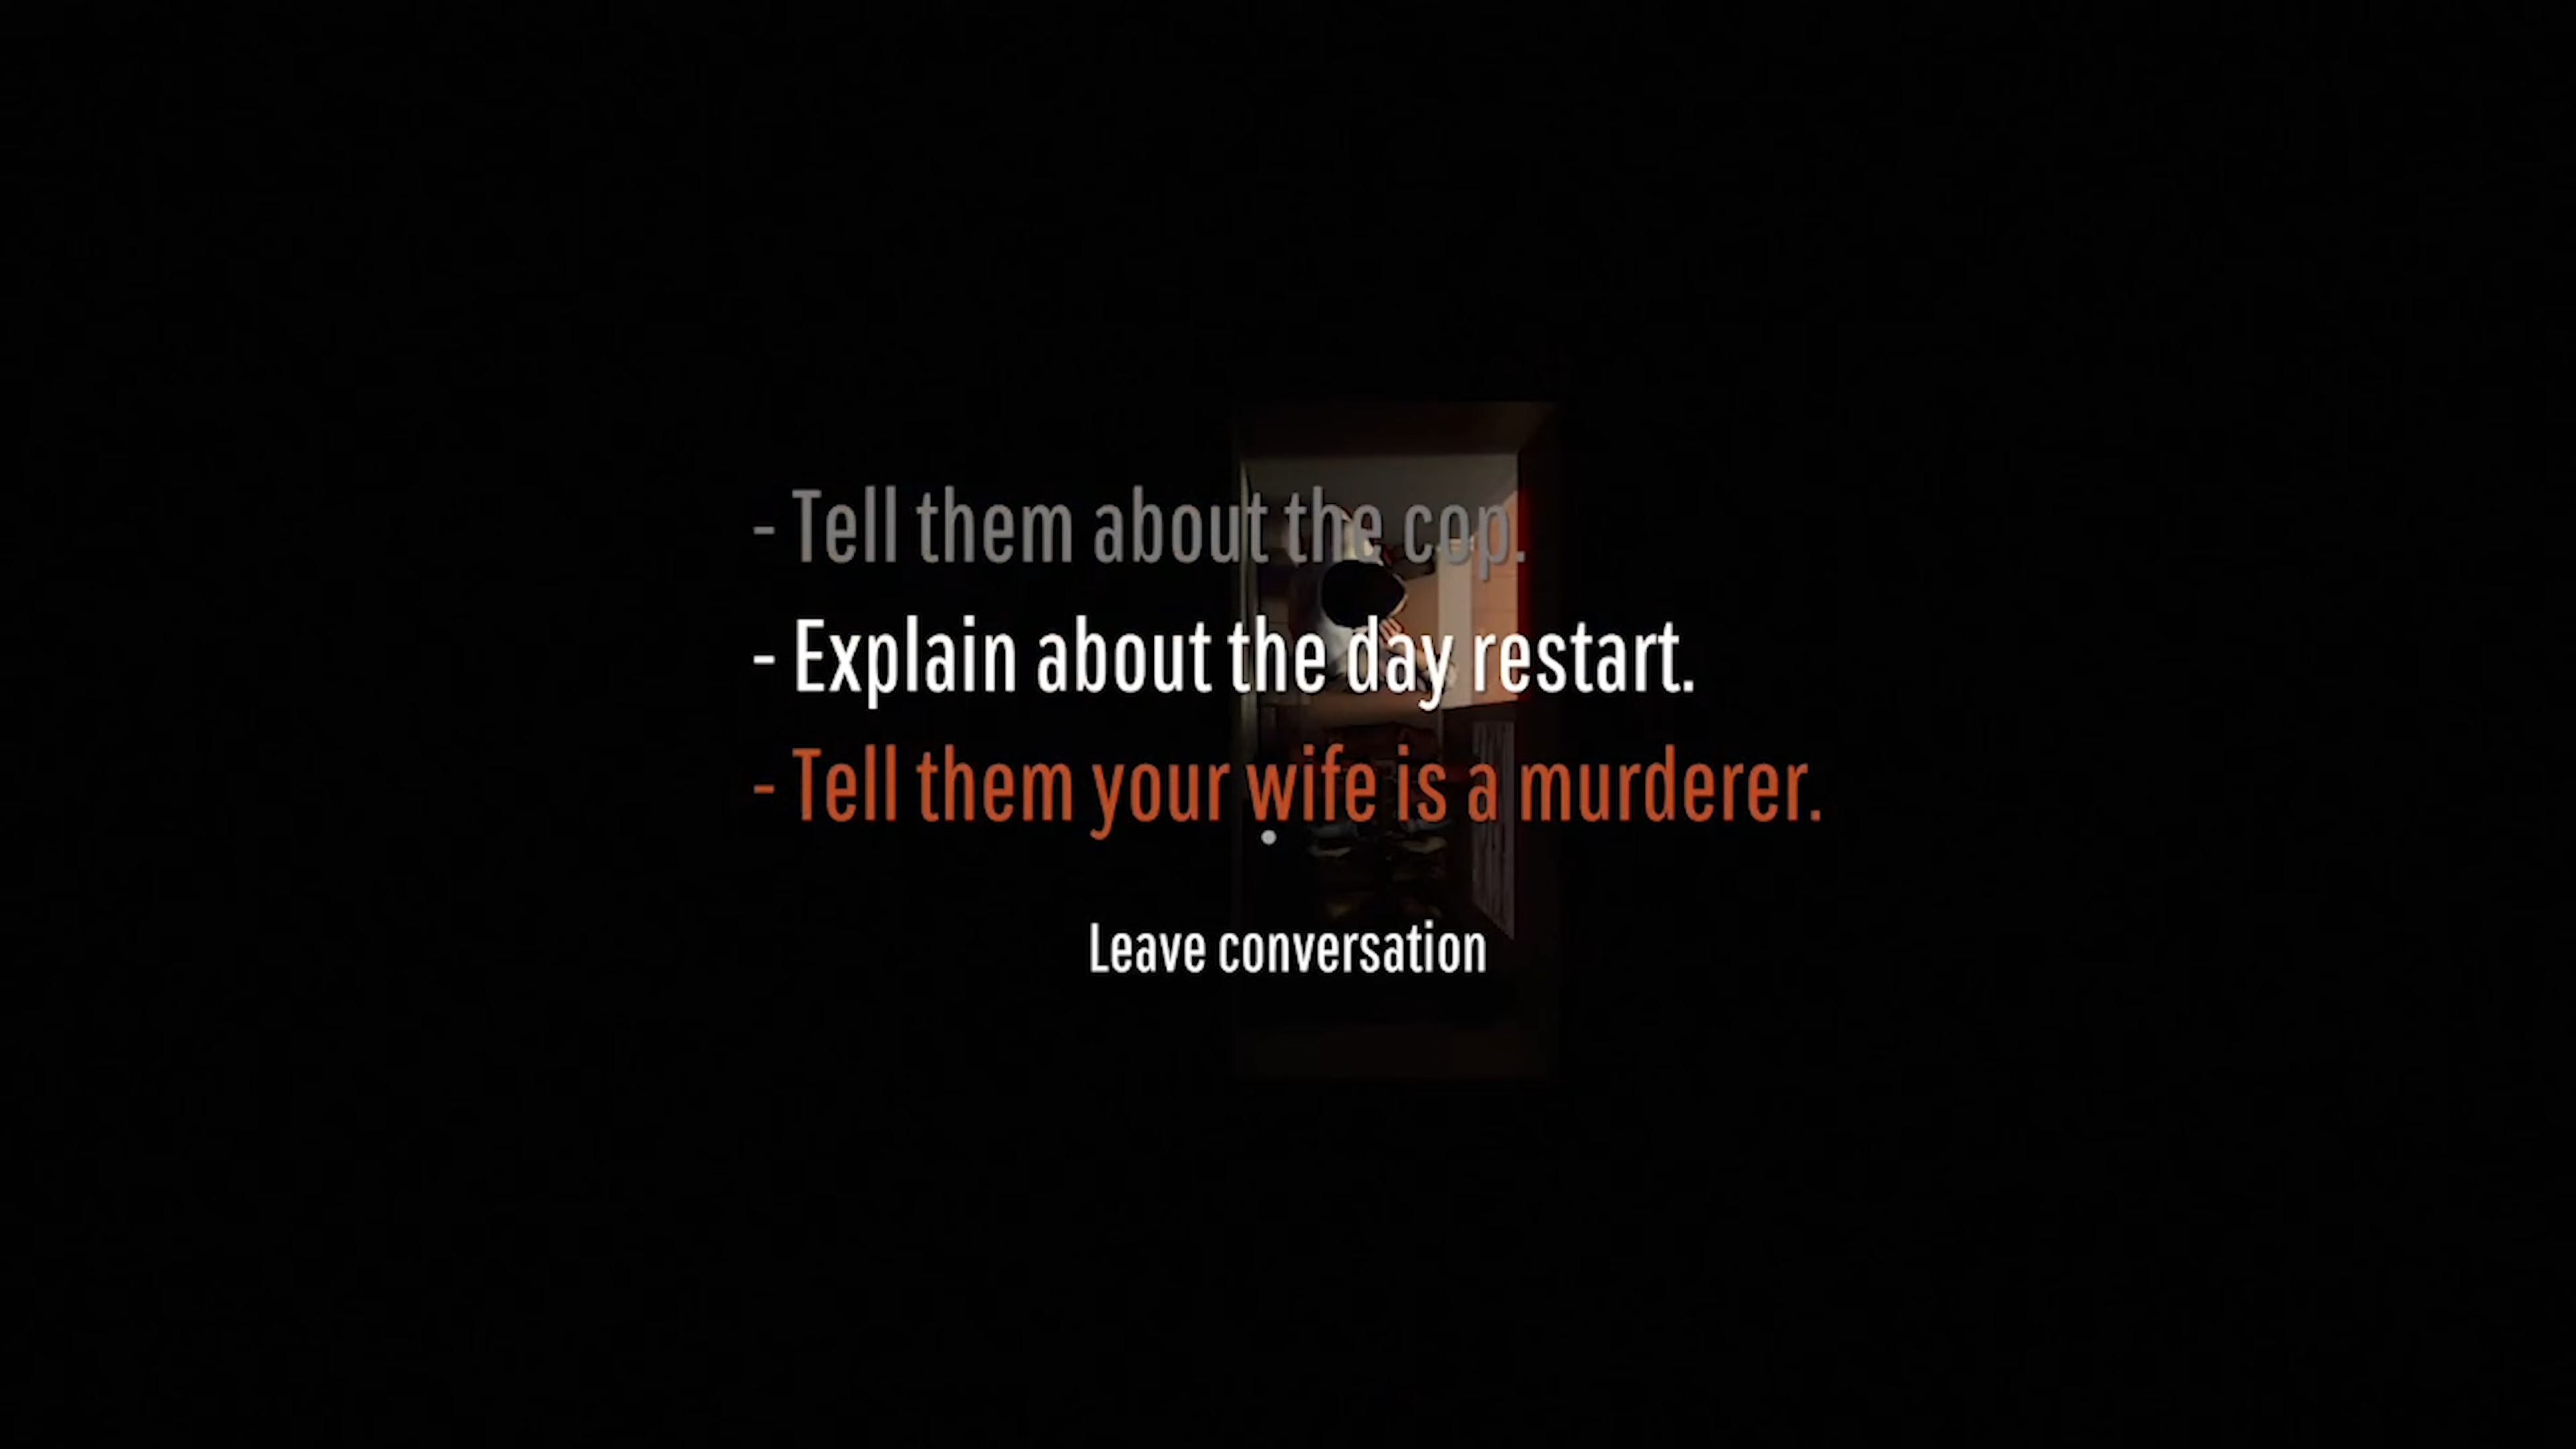 - Tell them about the cop.
- Explain about the day restart.
- Tell them your wife is a murderer.
Leave conversation